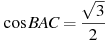 cos BAC = √3/2